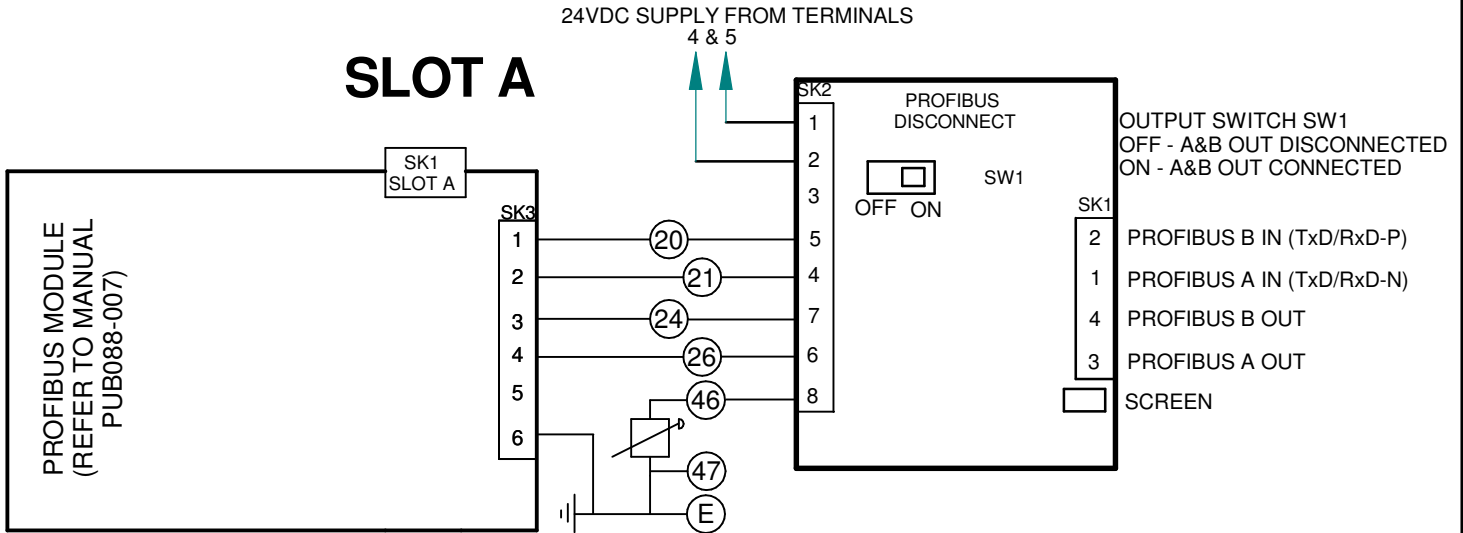 24VDC SUPPLY FROM TERMINALS
4 & 5
SLOT A
SK1
SLOT A
PROFIBUS MODULE
(REFER TO MANUAL
PUB088-007)
SK3
1
2
3
4
5
6
20
21
24
26
46
47
E
SK2
1
2
3
5
4
7
6
8
PROFIBUS
DISCONNECT
SW1
OFF ON
OUTPUT SWITCH SW1
OFF - A&B OUT DISCONNECTED
ON - A&B OUT CONNECTED
SK1
2 PROFIBUS B IN (TxD/RxD-P)
1 PROFIBUS A IN (TxD/RxD-N)
4 PROFIBUS B OUT
3 PROFIBUS A OUT
SCREEN